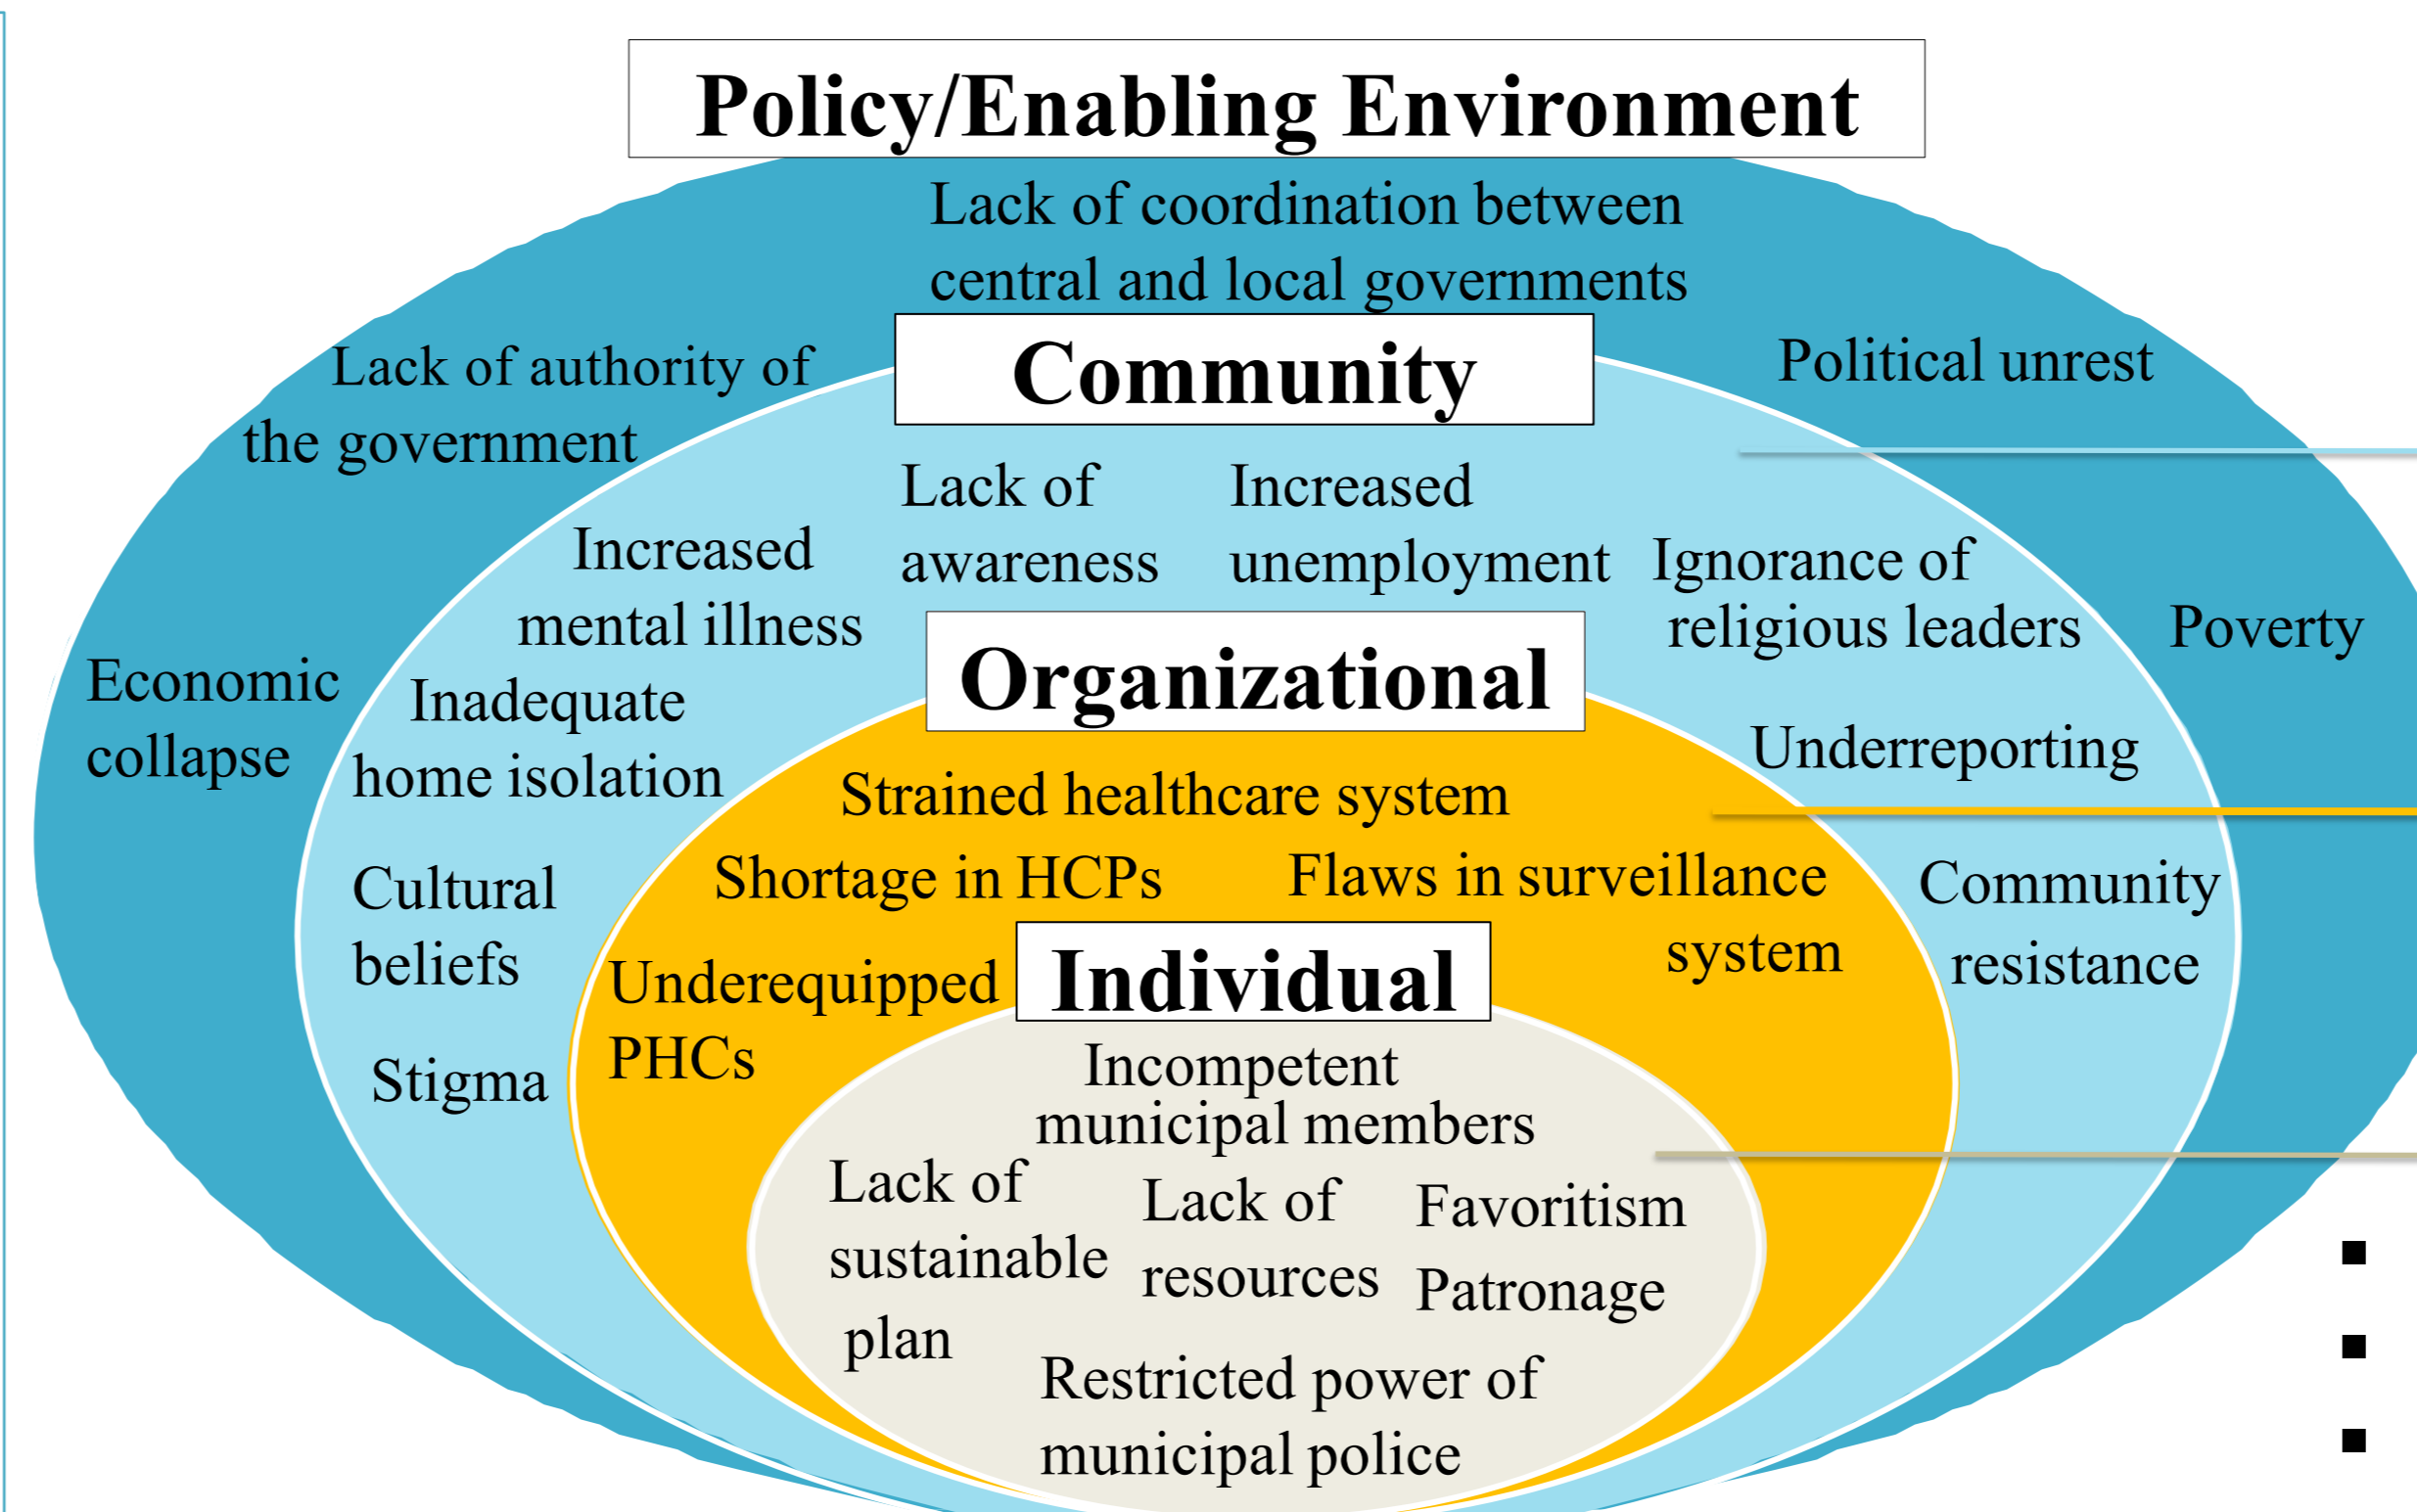 Policy/Enabling Environment
Lack of coordination between
central and local governments
Lack of authority of
the government
Political unrest
Economic
collapse
Poverty
Community
Lack of
awareness
Increased
unemployment
Increased
mental illness
Ignorance of
religious leaders
Inadequate
home isolation
Underreporting
Cultural
beliefs
Community
resistance
Stigma
Organizational
Strained healthcare system
Shortage in HCPs
Flaws in surveillance
system
Underequipped
PHCs
Individual
Incompetent
municipal members
Lack of
sustainable
plan
Lack of
resources
Favoritism
Patronage
Restricted power of
municipal police